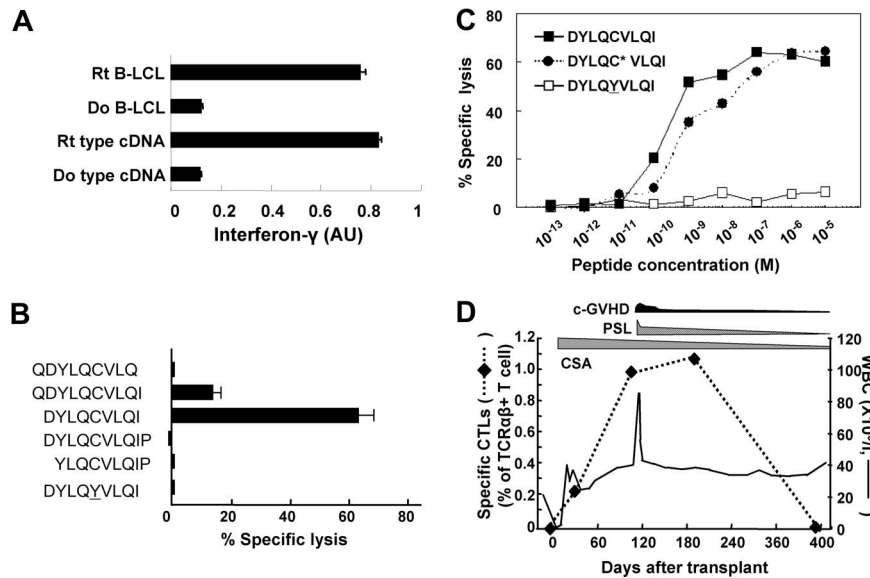 A
Rt B-LCL
Do B-LCL
Rt type cDNA
Do type cDNA
0 0.2 0.4 0.6 0.8 1
Interferon-γ (AU)
B
QDYLQCVLQ
QDYLQCVLQI
DYLQCVLQI
DYLQCVLQIP
YLQCVLQIP
DYLQYVLQI
0 20 40 60 80
% Specific lysis
C
DYLQCVLQI
DYLQC* VLQI
DYLQYVLQI
% Specific lysis
80
60
40
20
0
10-13 10-12 10-11 10-10 10-9 10-8 10-7 10-6 10-5
Peptide concentration (M)
D
c-GVHD
PSL
CSA
Specific CTLs ( )
(% of TCRαβ+ T cell)
1.2
1.0
0.8
0.6
0.4
0.2
0
120
100
80
60
40
20
0
WBC (X10⁸/l, )
0 60 120 180 240 360 400
Days after transplant